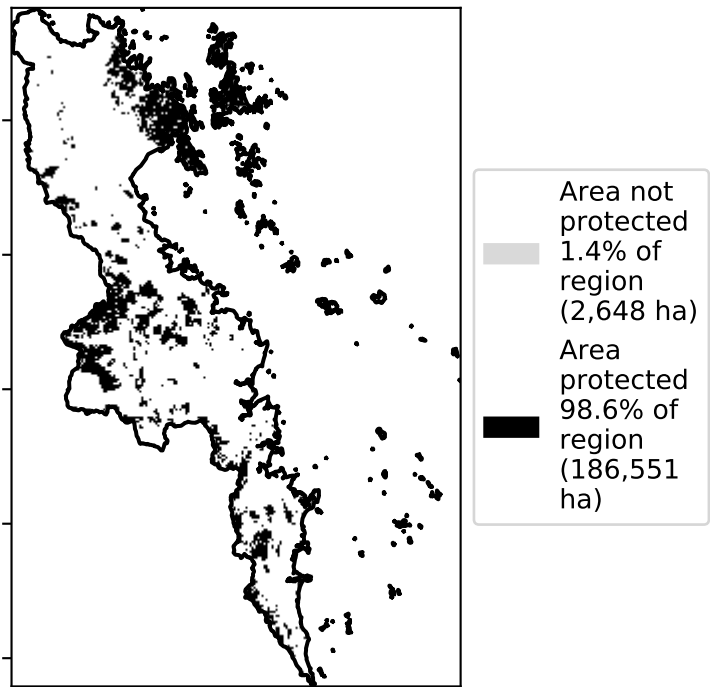 Area not
protected
1.4% of
region
(2,648 ha)
Area
protected
98.6% of
region
(186,551
ha)